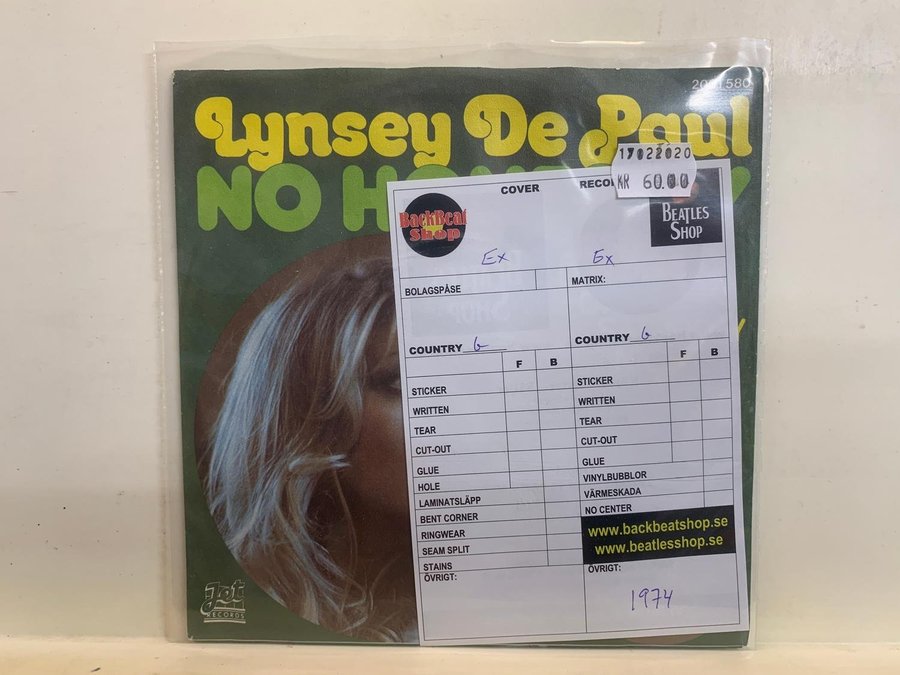 580
Lynsey De Paul
17022020
KR 60.00
NO
COVER
BackBeat Shop
BEATLES
SHOP
Ex Ex
BOLAGSPÅSE
MATRIX:
COUNTRY G
COUNTRY G
F B
F B
STICKER
WRITTEN
TEAR
CUT-OUT
GLUE
HOLE
LAMINATSLÄPP
BENT CORNER
RINGWEAR
SEAM SPLIT
STAINS
ÖVRIGT:
STICKER
WRITTEN
TEAR
CUT-OUT
GLUE
VINYLBUBBLOR
VÄRMESKADA
NO CENTER
www.backbeatshop.se
www.beatlesshop.se
ÖVRIGT:
1974
Jet
RECORDS